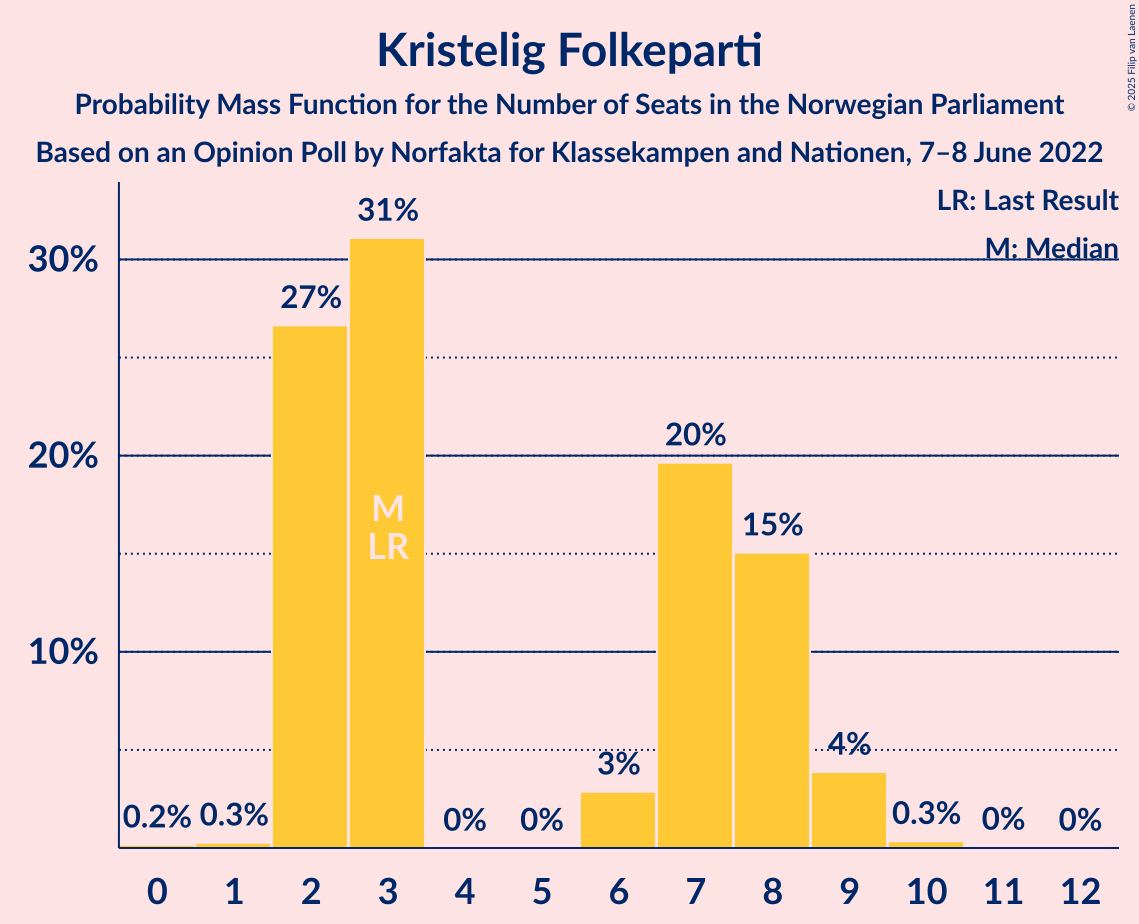 Kristelig Folkeparti
Probability Mass Function for the Number of Seats in the Norwegian Parliament
Based on an Opinion Poll by Norfakta for Klassekampen and Nationen, 7–8 June 2022
© 2025 Filip van Laenen
LR: Last Result
M: Median
30%
20%
10%
0.2%
0.3%
27%
31%
M
LR
0%
0%
3%
20%
15%
4%
0.3%
0%
0%
0 1 2 3 4 5 6 7 8 9 10 11 12